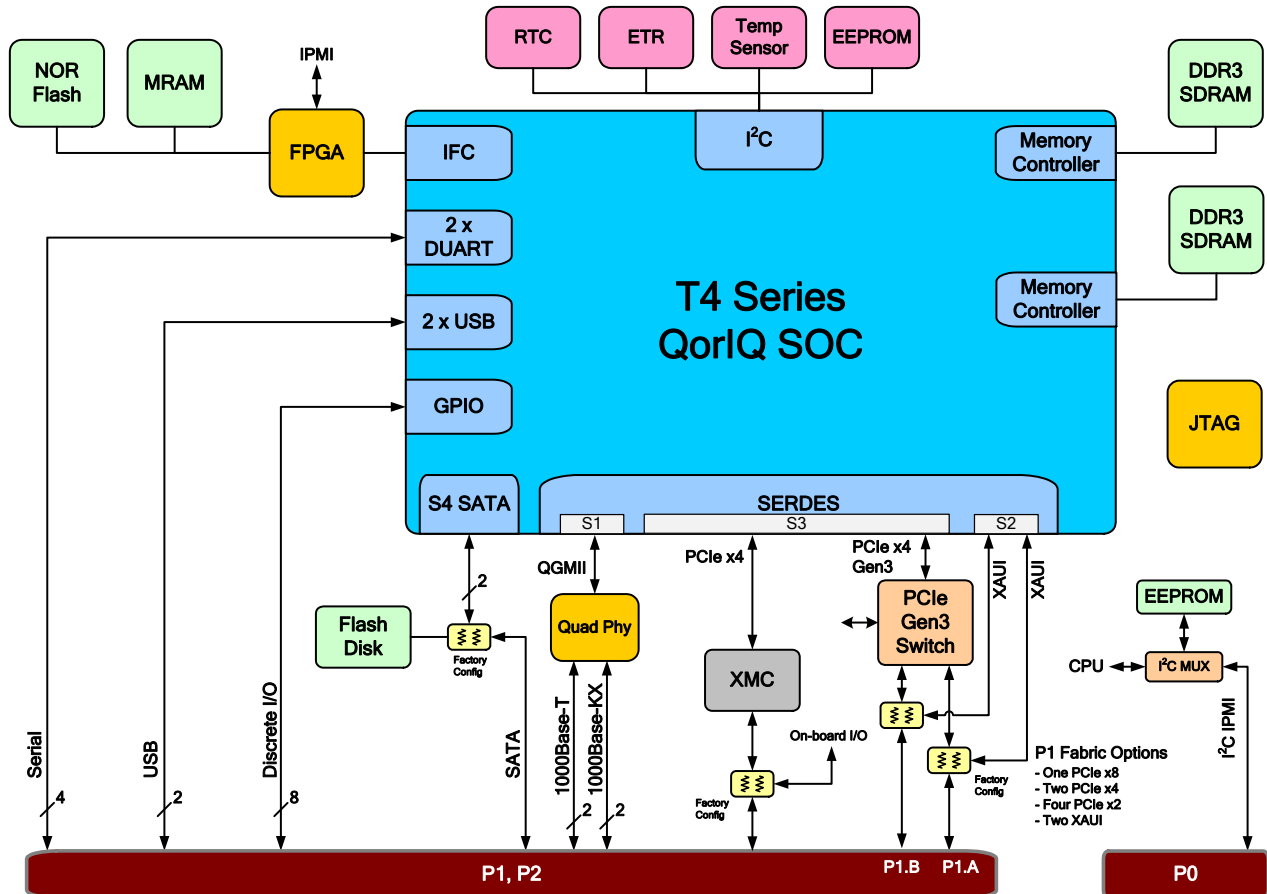 RTC
ETR
Temp
Sensor
EEPROM
NOR
Flash
MRAM
IPMI
FPGA
IFC
I²C
Memory
Controller
DDR3
SDRAM
2 x
DUART
DDR3
SDRAM
2 x USB
Memory
Controller
T4 Series
QorIQ SOC
GPIO
JTAG
S4 SATA
SERDES
S1
S3
S2
QGMII
PCIe x4
PCIe x4
Gen3
XAUI
XAUI
2
Flash
Disk
Factory
Config
Quad Phy
PCIe
Gen3
Switch
EEPROM
CPU
I²C MUX
XMC
Serial
USB
Discrete I/O
SATA
1000Base-T
1000Base-KX
On-board I/O
I²C IPMI
P1 Fabric Options
- One PCIe x8
- Two PCIe x4
- Four PCIe x2
- Two XAUI
Factory
Config
Factory
Config
4
2
8
2
2
P1, P2
P1.B
P1.A
P0